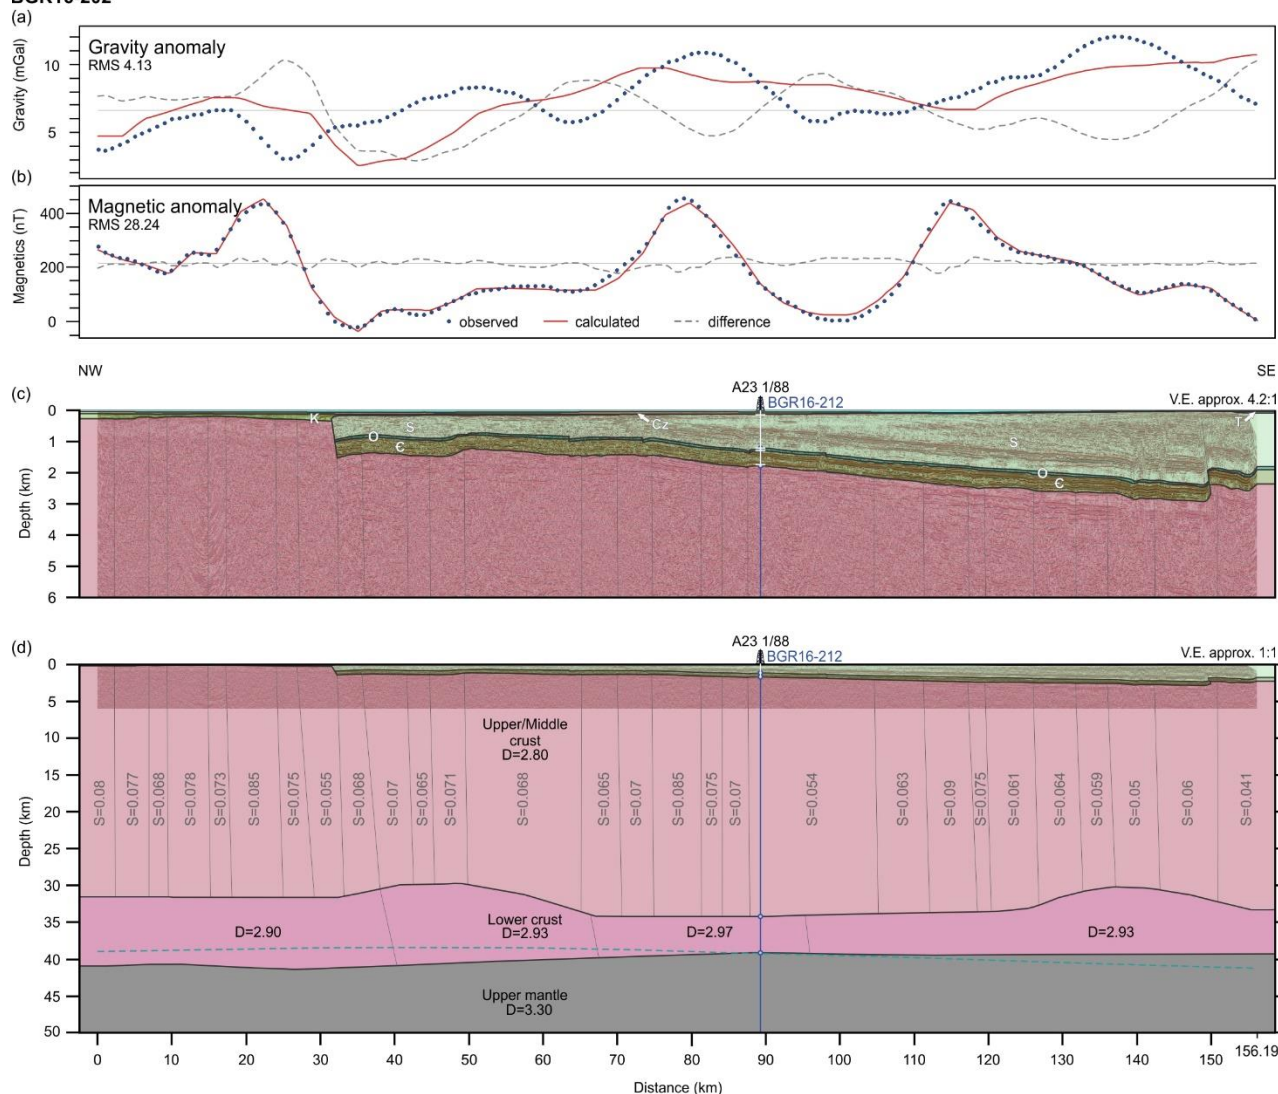 (a)
Gravity anomaly
RMS 4.13
Gravity (mGal)
10
5
(b)
Magnetic anomaly
RMS 28.24
Magnetics (nT)
400
200
0
observed
calculated
difference
NW
SE
(c)
A23 1/88
BGR16-212
V.E. approx. 4.2:1
Depth (km)
0
1
2
3
4
5
6
K
O
S
Є
Cz
S
O
Є
T
(d)
A23 1/88
BGR16-212
V.E. approx. 1:1
Depth (km)
0
5
10
15
20
25
30
35
40
45
50
Upper/Middle
crust
D=2.80
S=0.08
S=0.077
S=0.068
S=0.078
S=0.073
S=0.085
S=0.075
S=0.055
S=0.068
S=0.07
S=0.065
S=0.071
S=0.068
S=0.065
S=0.07
S=0.085
S=0.075
S=0.07
S=0.054
S=0.063
S=0.09
S=0.075
S=0.061
S=0.064
S=0.059
S=0.05
S=0.06
S=0.041
D=2.90
Lower crust
D=2.93
D=2.97
D=2.93
Upper mantle
D=3.30
0 10 20 30 40 50 60 70 80 90 100 110 120 130 140 150 156.19
Distance (km)